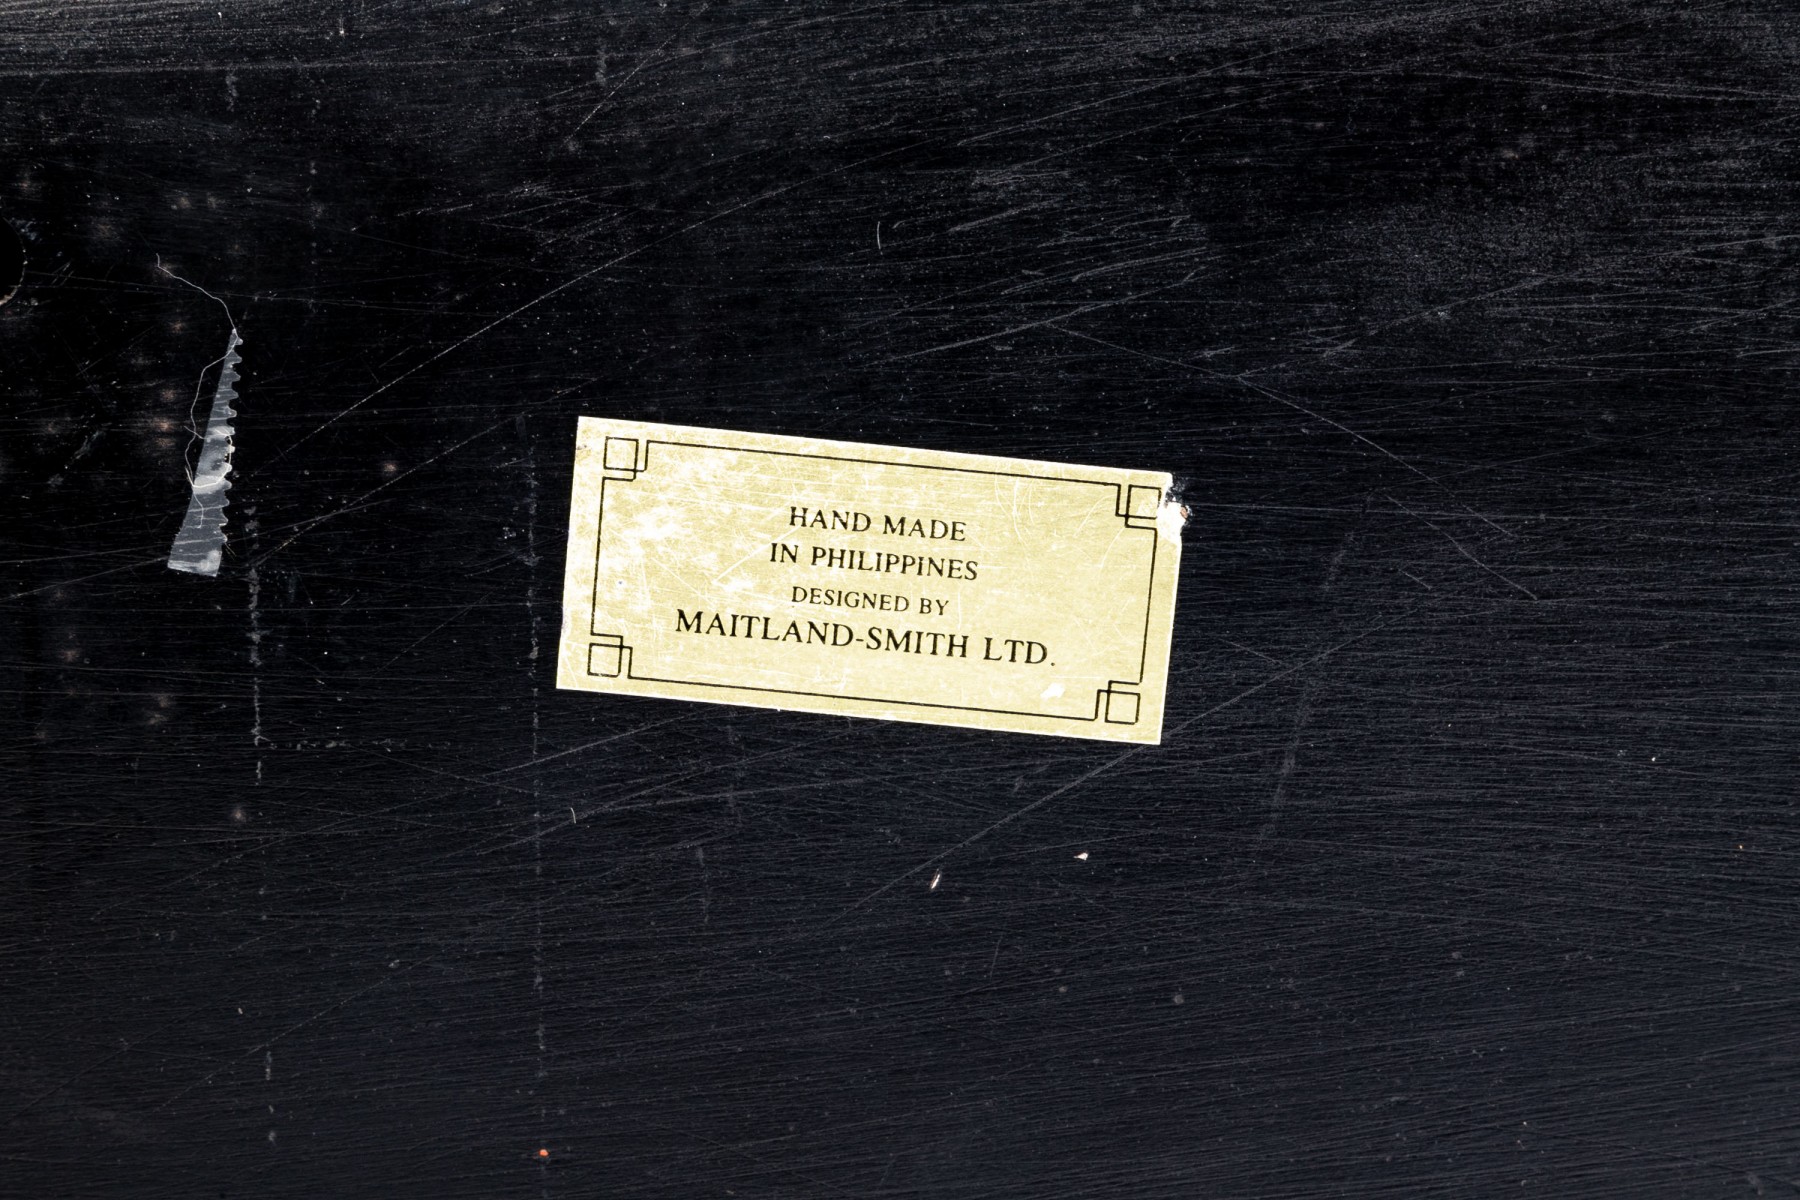 HAND MADE
IN PHILIPPINES
DESIGNED BY
MAITLAND-SMITH LTD.